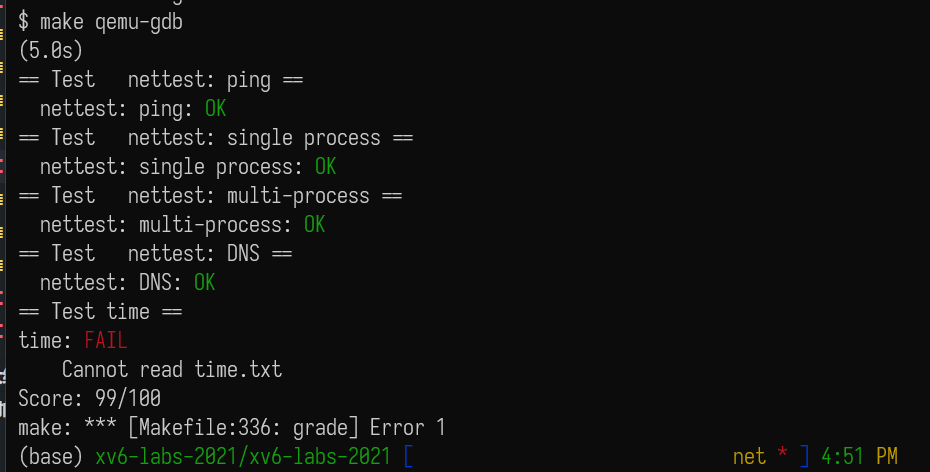 $ make qemu-gdb
(5.0s)
== Test   nettest: ping ==
  nettest: ping: OK
== Test   nettest: single process ==
  nettest: single process: OK
== Test   nettest: multi-process ==
  nettest: multi-process: OK
== Test   nettest: DNS ==
  nettest: DNS: OK
== Test time ==
time: FAIL
    Cannot read time.txt
Score: 99/100
make: *** [Makefile:336: grade] Error 1
(base) xv6-labs-2021/xv6-labs-2021 [ net * ] 4:51 PM